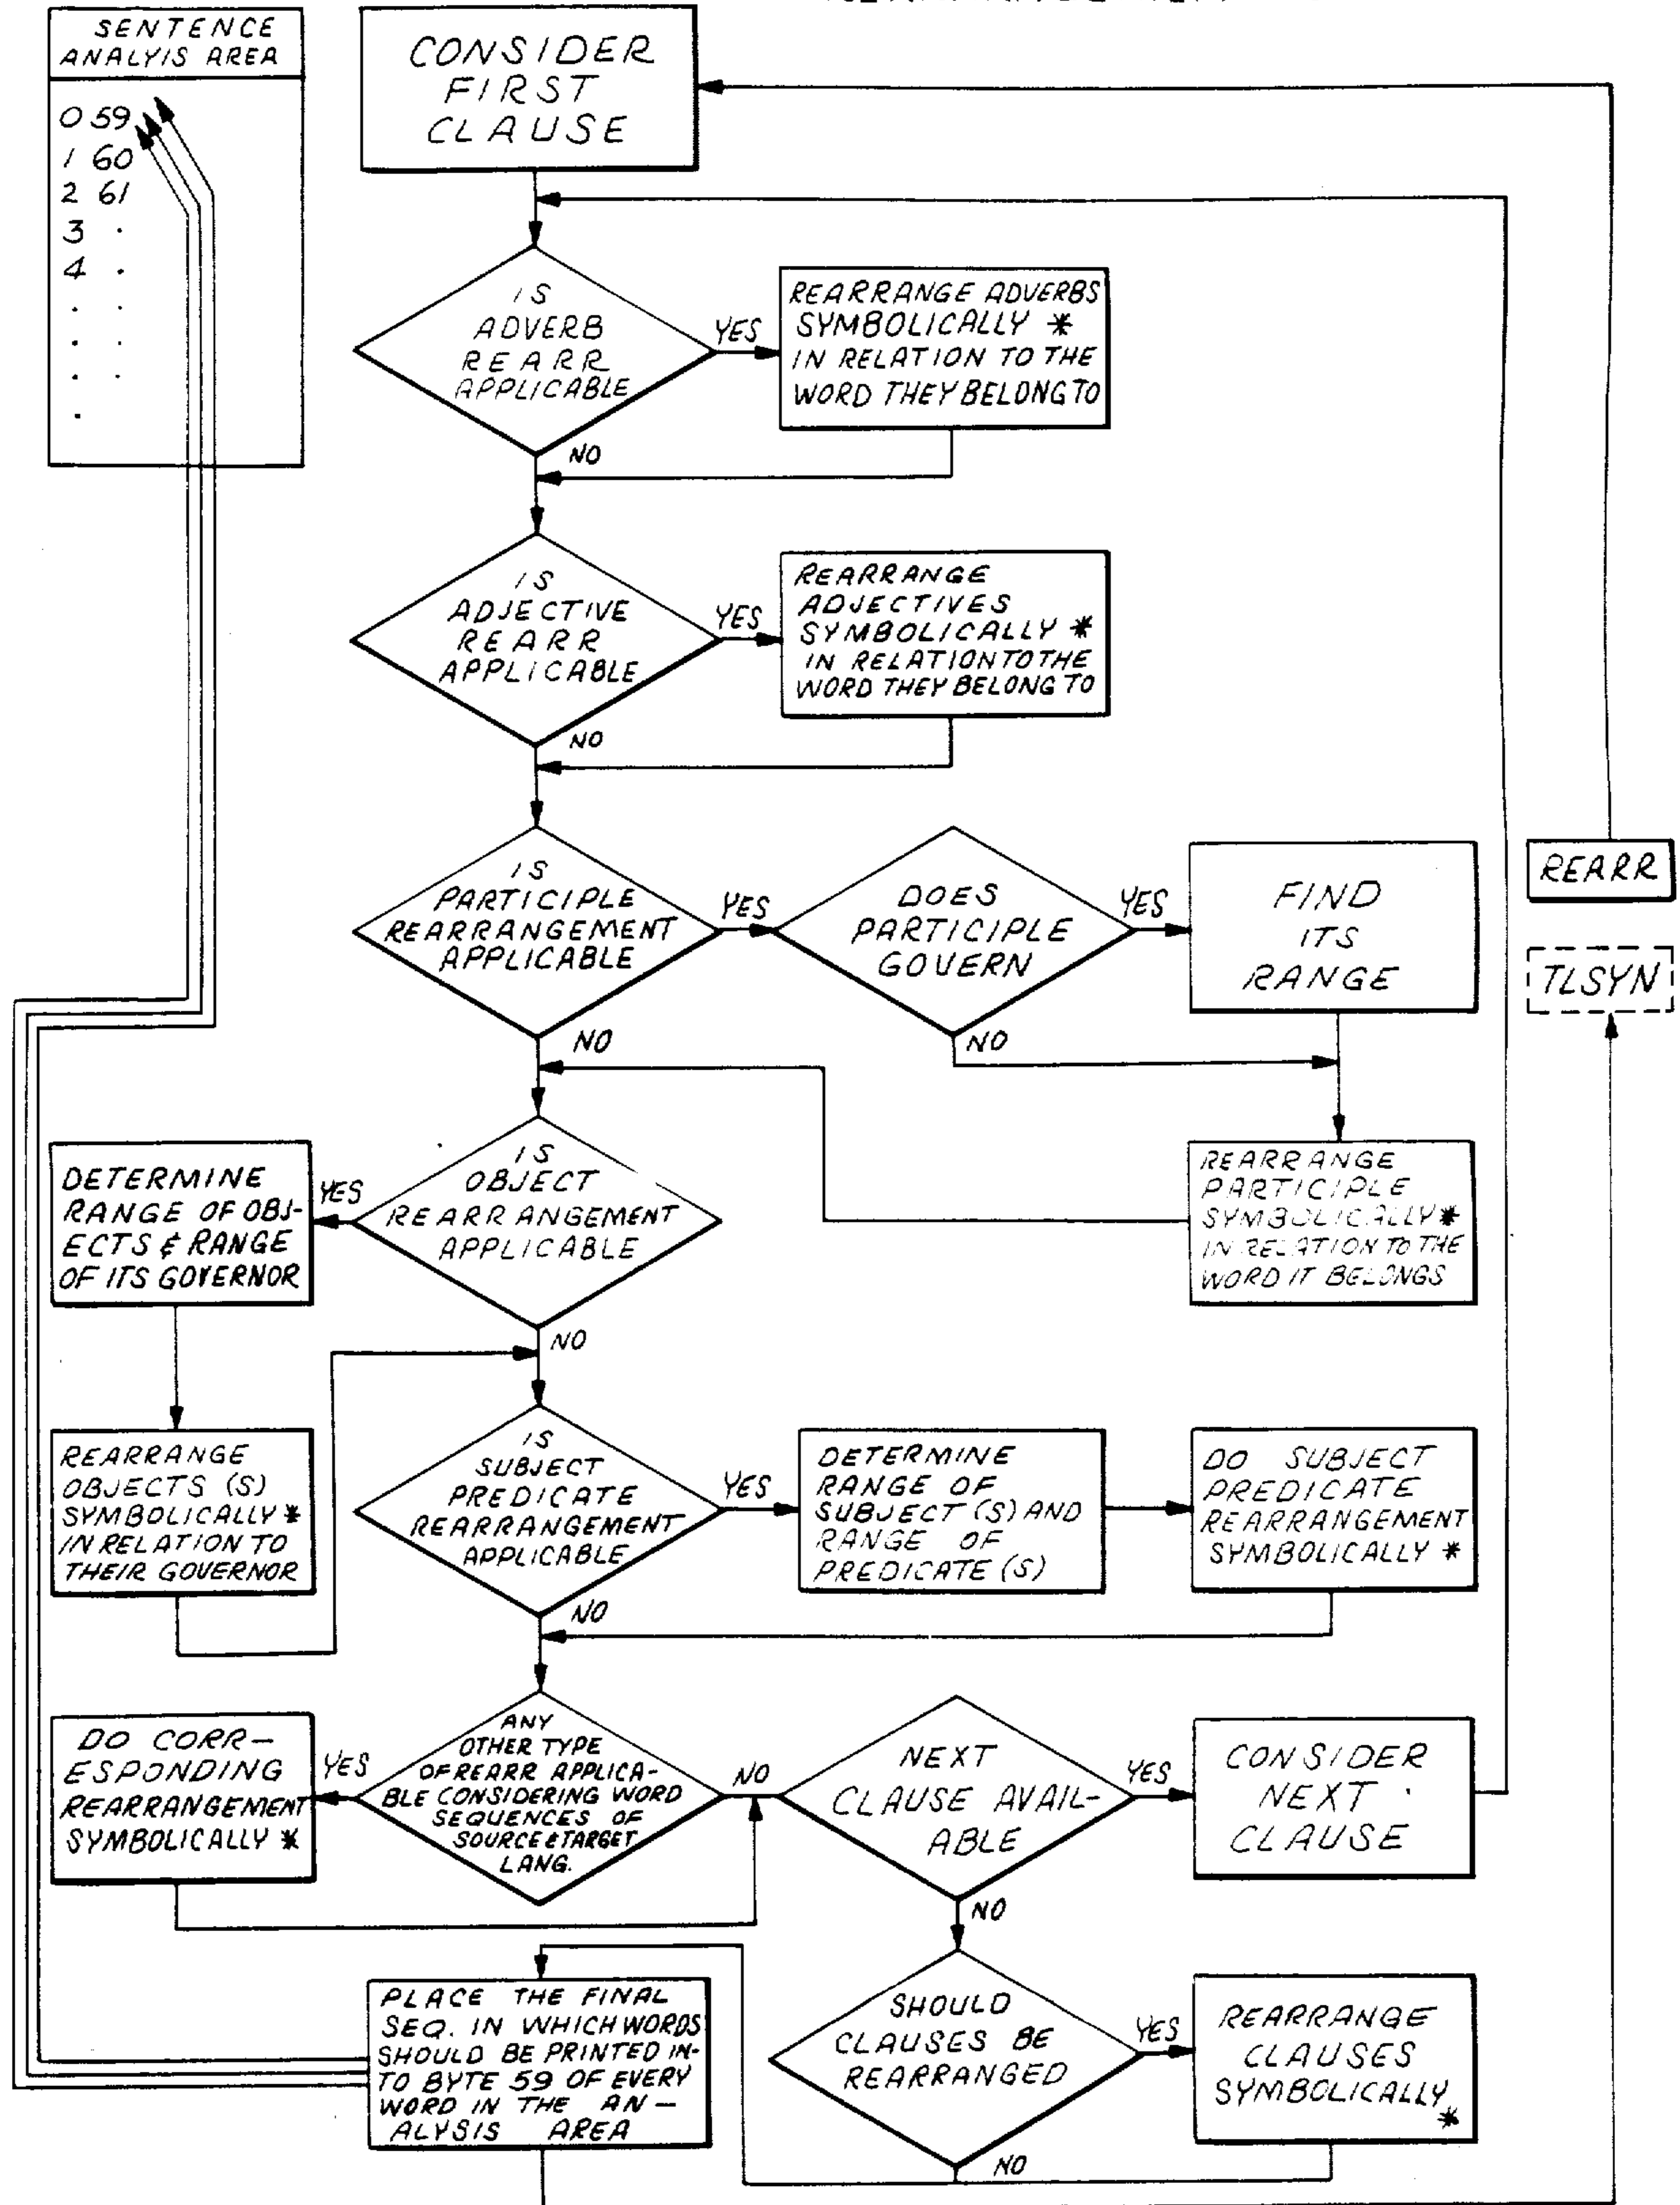 SENTENCE
ANALYIS AREA
0 59
1 60
2 61
3 .
4 .
. .
. .
. .
.
CONSIDER
FIRST
CLAUSE
IS
ADVERB
REARR
APPLICABLE
YES
NO
REARRANGE ADVERBS
SYMBOLICALLY *
IN RELATION TO THE
WORD THEY BELONG TO
IS
ADJECTIVE
REARR
APPLICABLE
YES
NO
REARRANGE
ADJECTIVES
SYMBOLICALLY *
IN RELATION TO THE
WORD THEY BELONG TO
IS
PARTICIPLE
REARRANGEMENT
APPLICABLE
YES
NO
DOES
PARTICIPLE
GOVERN
YES
NO
FIND
ITS
RANGE
REARR
TLSYN
REARRANGE
PARTICIPLE
SYMBOLICALLY *
IN RELATION TO THE
WORD IT BELONGS
IS
OBJECT
REARRANGEMENT
APPLICABLE
YES
NO
DETERMINE
RANGE OF OBJ-
ECTS & RANGE
OF ITS GOVERNOR
REARRANGE
OBJECTS (S)
SYMBOLICALLY *
IN RELATION TO
THEIR GOVERNOR
IS
SUBJECT
PREDICATE
REARRANGEMENT
APPLICABLE
YES
NO
DETERMINE
RANGE OF
SUBJECT (S) AND
RANGE OF
PREDICATE (S)
DO SUBJECT
PREDICATE
REARRANGEMENT
SYMBOLICALLY *
ANY
OTHER TYPE
OF REARR APPLICA-
BLE CONSIDERING WORD
SEQUENCES OF
SOURCE & TARGET
LANG.
YES
NO
DO CORR-
ESPONDING
REARRANGEMENT
SYMBOLICALLY *
NEXT
CLAUSE AVAIL-
ABLE
YES
NO
CONSIDER
NEXT
CLAUSE
SHOULD
CLAUSES BE
REARRANGED
YES
NO
REARRANGE
CLAUSES
SYMBOLICALLY
*
PLACE THE FINAL
SEQ. IN WHICH WORDS
SHOULD BE PRINTED IN-
TO BYTE 59 OF EVERY
WORD IN THE AN-
ALYSIS AREA